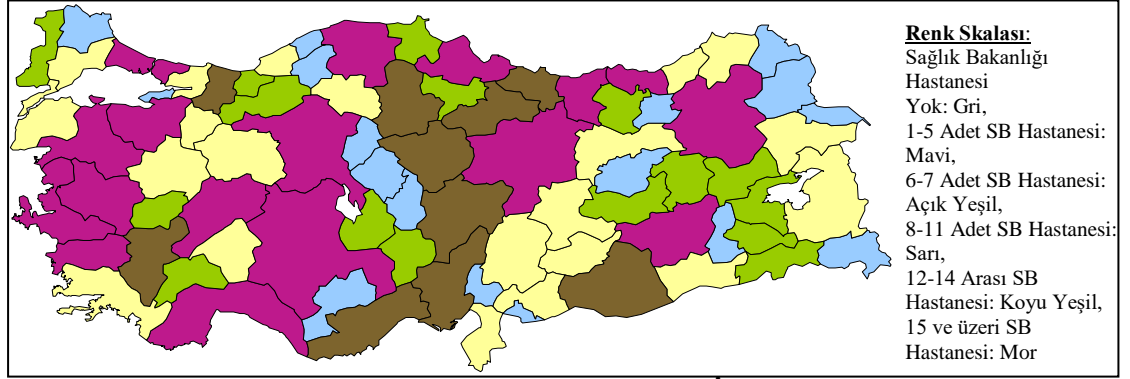 Renk Skalası:
Sağlık Bakanlığı
Hastanesi
Yok: Gri,
1-5 Adet SB Hastanesi:
Mavi,
6-7 Adet SB Hastanesi:
Açık Yeşil,
8-11 Adet SB Hastanesi:
Sarı,
12-14 Arası SB
Hastanesi: Koyu Yeşil,
15 ve üzeri SB
Hastanesi: Mor